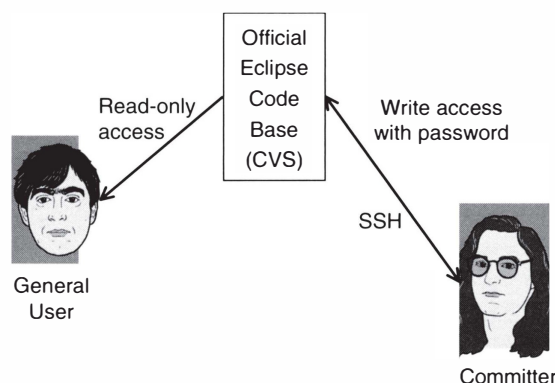 Official
Eclipse
Code
Base
(CVS)
Read-only
access
Write access
with password
SSH
General
User
Committer